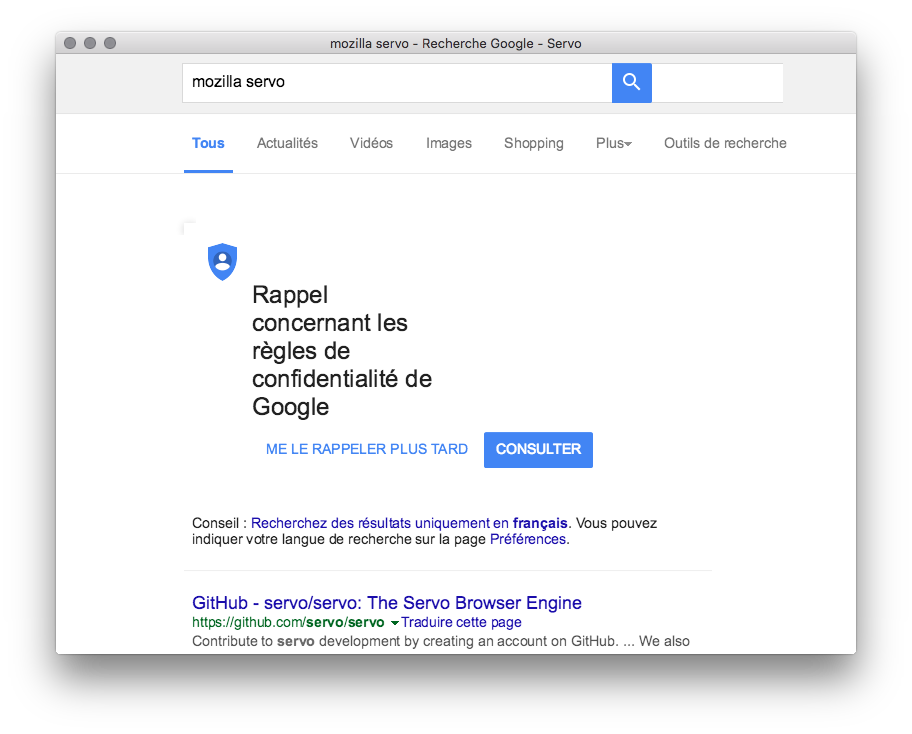 mozilla servo - Recherche Google - Servo
mozilla servo
Tous Actualités Vidéos Images Shopping Plus Outils de recherche
Rappel
concernant les
règles de
confidentialité de
Google
ME LE RAPPELER PLUS TARD CONSULTER
Conseil : Recherchez des résultats uniquement en français. Vous pouvez
indiquer votre langue de recherche sur la page Préférences.
GitHub - servo/servo: The Servo Browser Engine
https://github.com/servo/servo Traduire cette page
Contribute to servo development by creating an account on GitHub. ... We also